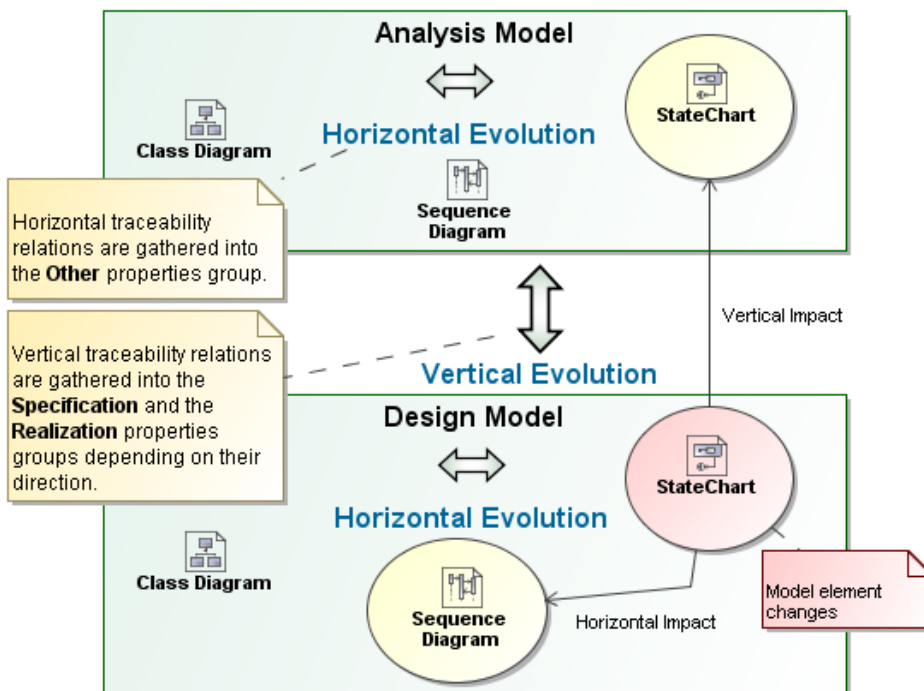 Analysis Model
StateChart
Class Diagram
Horizontal Evolution
Sequence
Diagram
Horizontal traceability
relations are gathered into
the Other properties group.
Vertical Impact
Vertical traceability relations
are gathered into the
Specification and the
Realization properties
groups depending on their
direction.
Vertical Evolution
Design Model
StateChart
Horizontal Evolution
Class Diagram
Sequence
Diagram
Horizontal Impact
Model element
changes